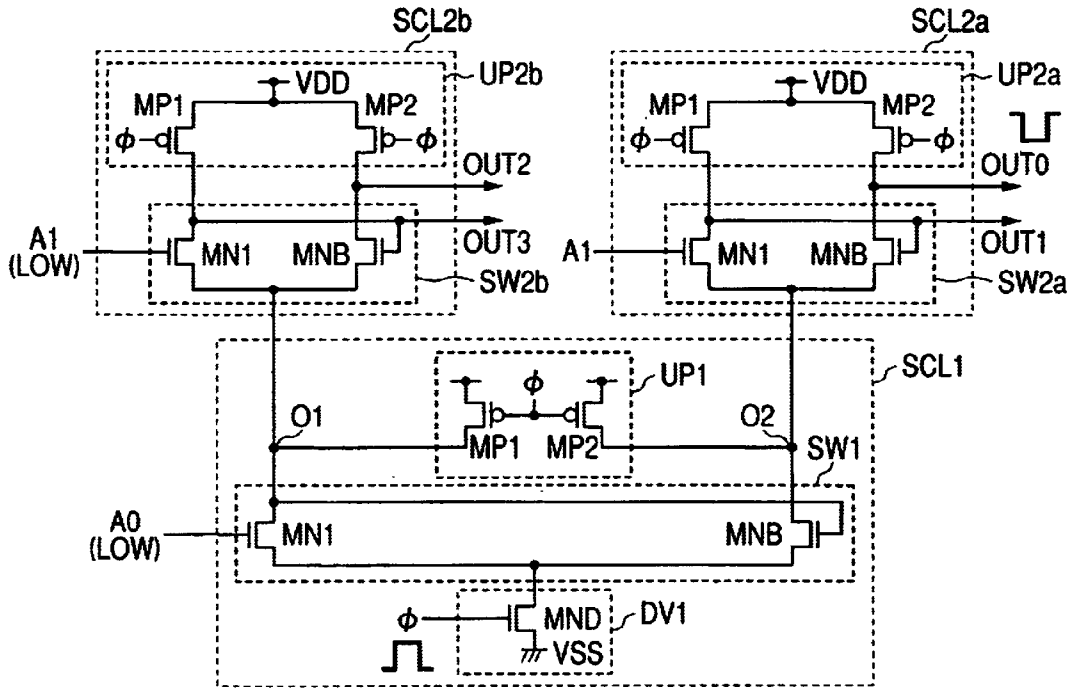 SCL2b
SCL2a
UP2b
UP2a
VDD
VDD
MP1
MP2
MP1
MP2
ϕ
ϕ
ϕ
ϕ
OUT2
OUT0
OUT3
OUT1
A1
(LOW)
MN1
MNB
A1
MN1
MNB
SW2b
SW2a
SCL1
UP1
ϕ
O1
O2
MP1
MP2
SW1
A0
(LOW)
MN1
MNB
ϕ
MND
DV1
VSS